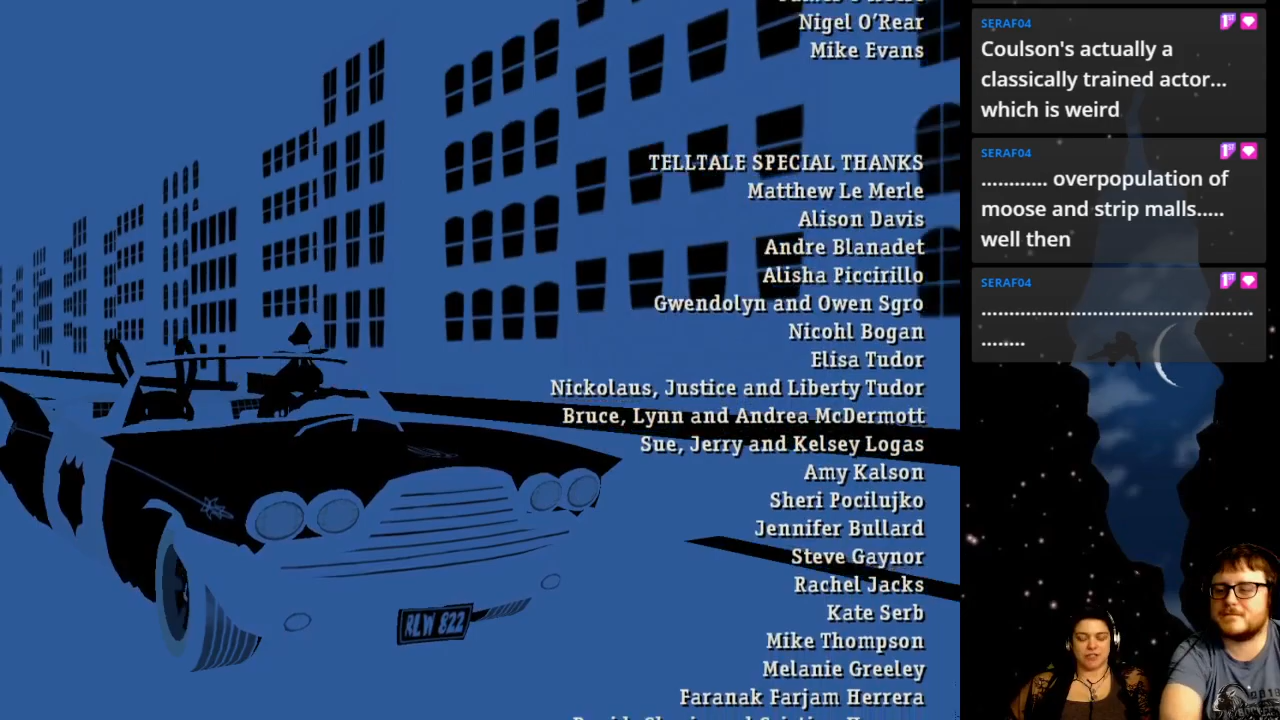 Nigel O'Rear
Mike Evans
TELLTALE SPECIAL THANKS
Matthew Le Merle
Alison Davis
Andre Blanadet
Alisha Piccirillo
Gwendolyn and Owen Sgro
Nicohl Bogan
Elisa Tudor
Nickolaus, Justice and Liberty Tudor
Bruce, Lynn and Andrea McDermott
Sue, Jerry and Kelsey Logas
Amy Kalson
Sheri Pocilujko
Jennifer Bullard
Steve Gaynor
Rachel Jacks
Kate Serb
Mike Thompson
Melanie Greeley
Faranak Farjam Herrera
RLW 822
SERAF04
Coulson's actually a
classically trained actor...
which is weird
SERAF04
............ overpopulation of
moose and strip malls.....
well then
SERAF04
.................................................
........